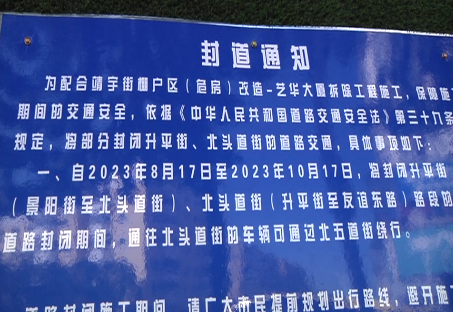 封道通知
为配合靖宇街棚户区（危房）改造-艺华大厦拆除工程施工，保障施
期间的交通安全，依据《中华人民共和国道路交通安全法》第三十九条
规定，将部分封闭升平街、北头道街的道路交通，具体事项如下：
一、自2023年8月17日至2023年10月17日，将封闭升平街
（景阳街至北头道街）、北头道街（升平街至友谊东路）路段的
道路封闭期间，通往北头道街的车辆可通过北五道街绕行。
道路封闭施工期间，请广大市民提前规划出行路线，避开施